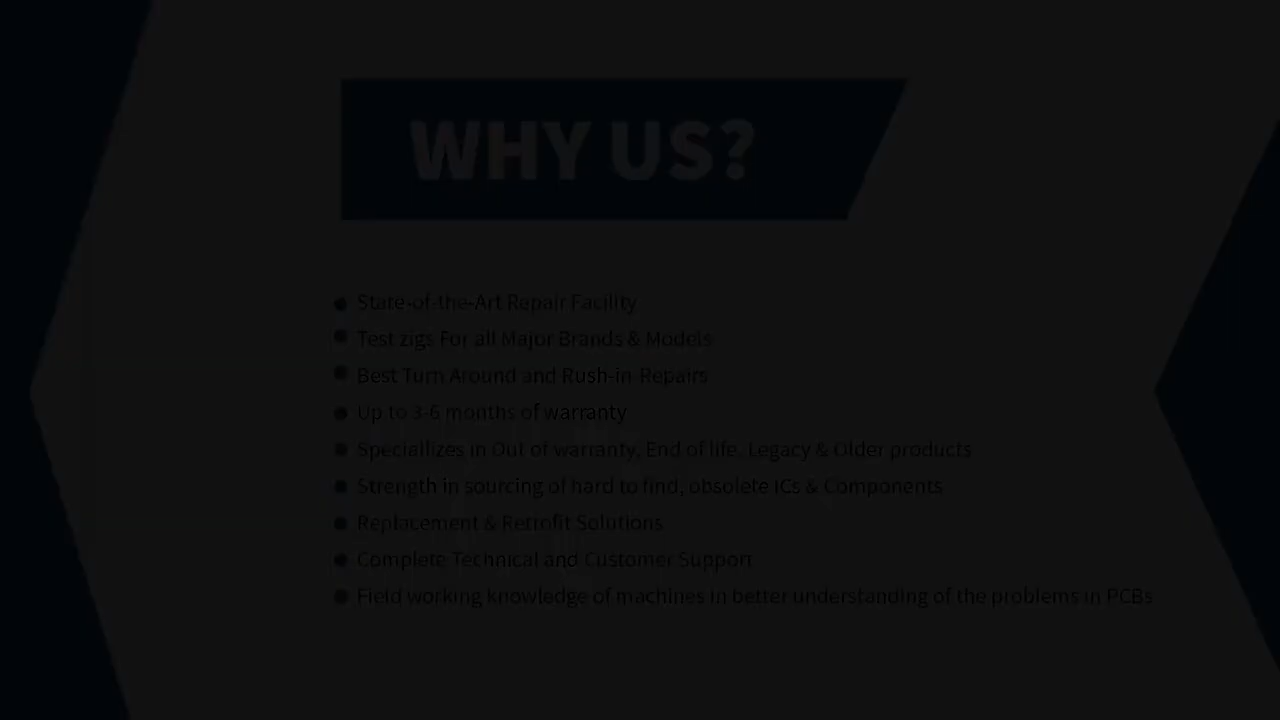 WHY US?
State-of-the-Art Repair Facility
Test zigs For all Major Brands & Models
Best Turn Around and Rush-in Repairs
Up to 3-6 months of warranty
Speciallizes in Out of warranty, End of life, Legacy & Older products
Strength in sourcing of hard to find, obsolete ICs & Components
Replacement & Retrofit Solutions
Complete Technical and Customer Support
Field working knowledge of machines in better understanding of the problems in PCBs